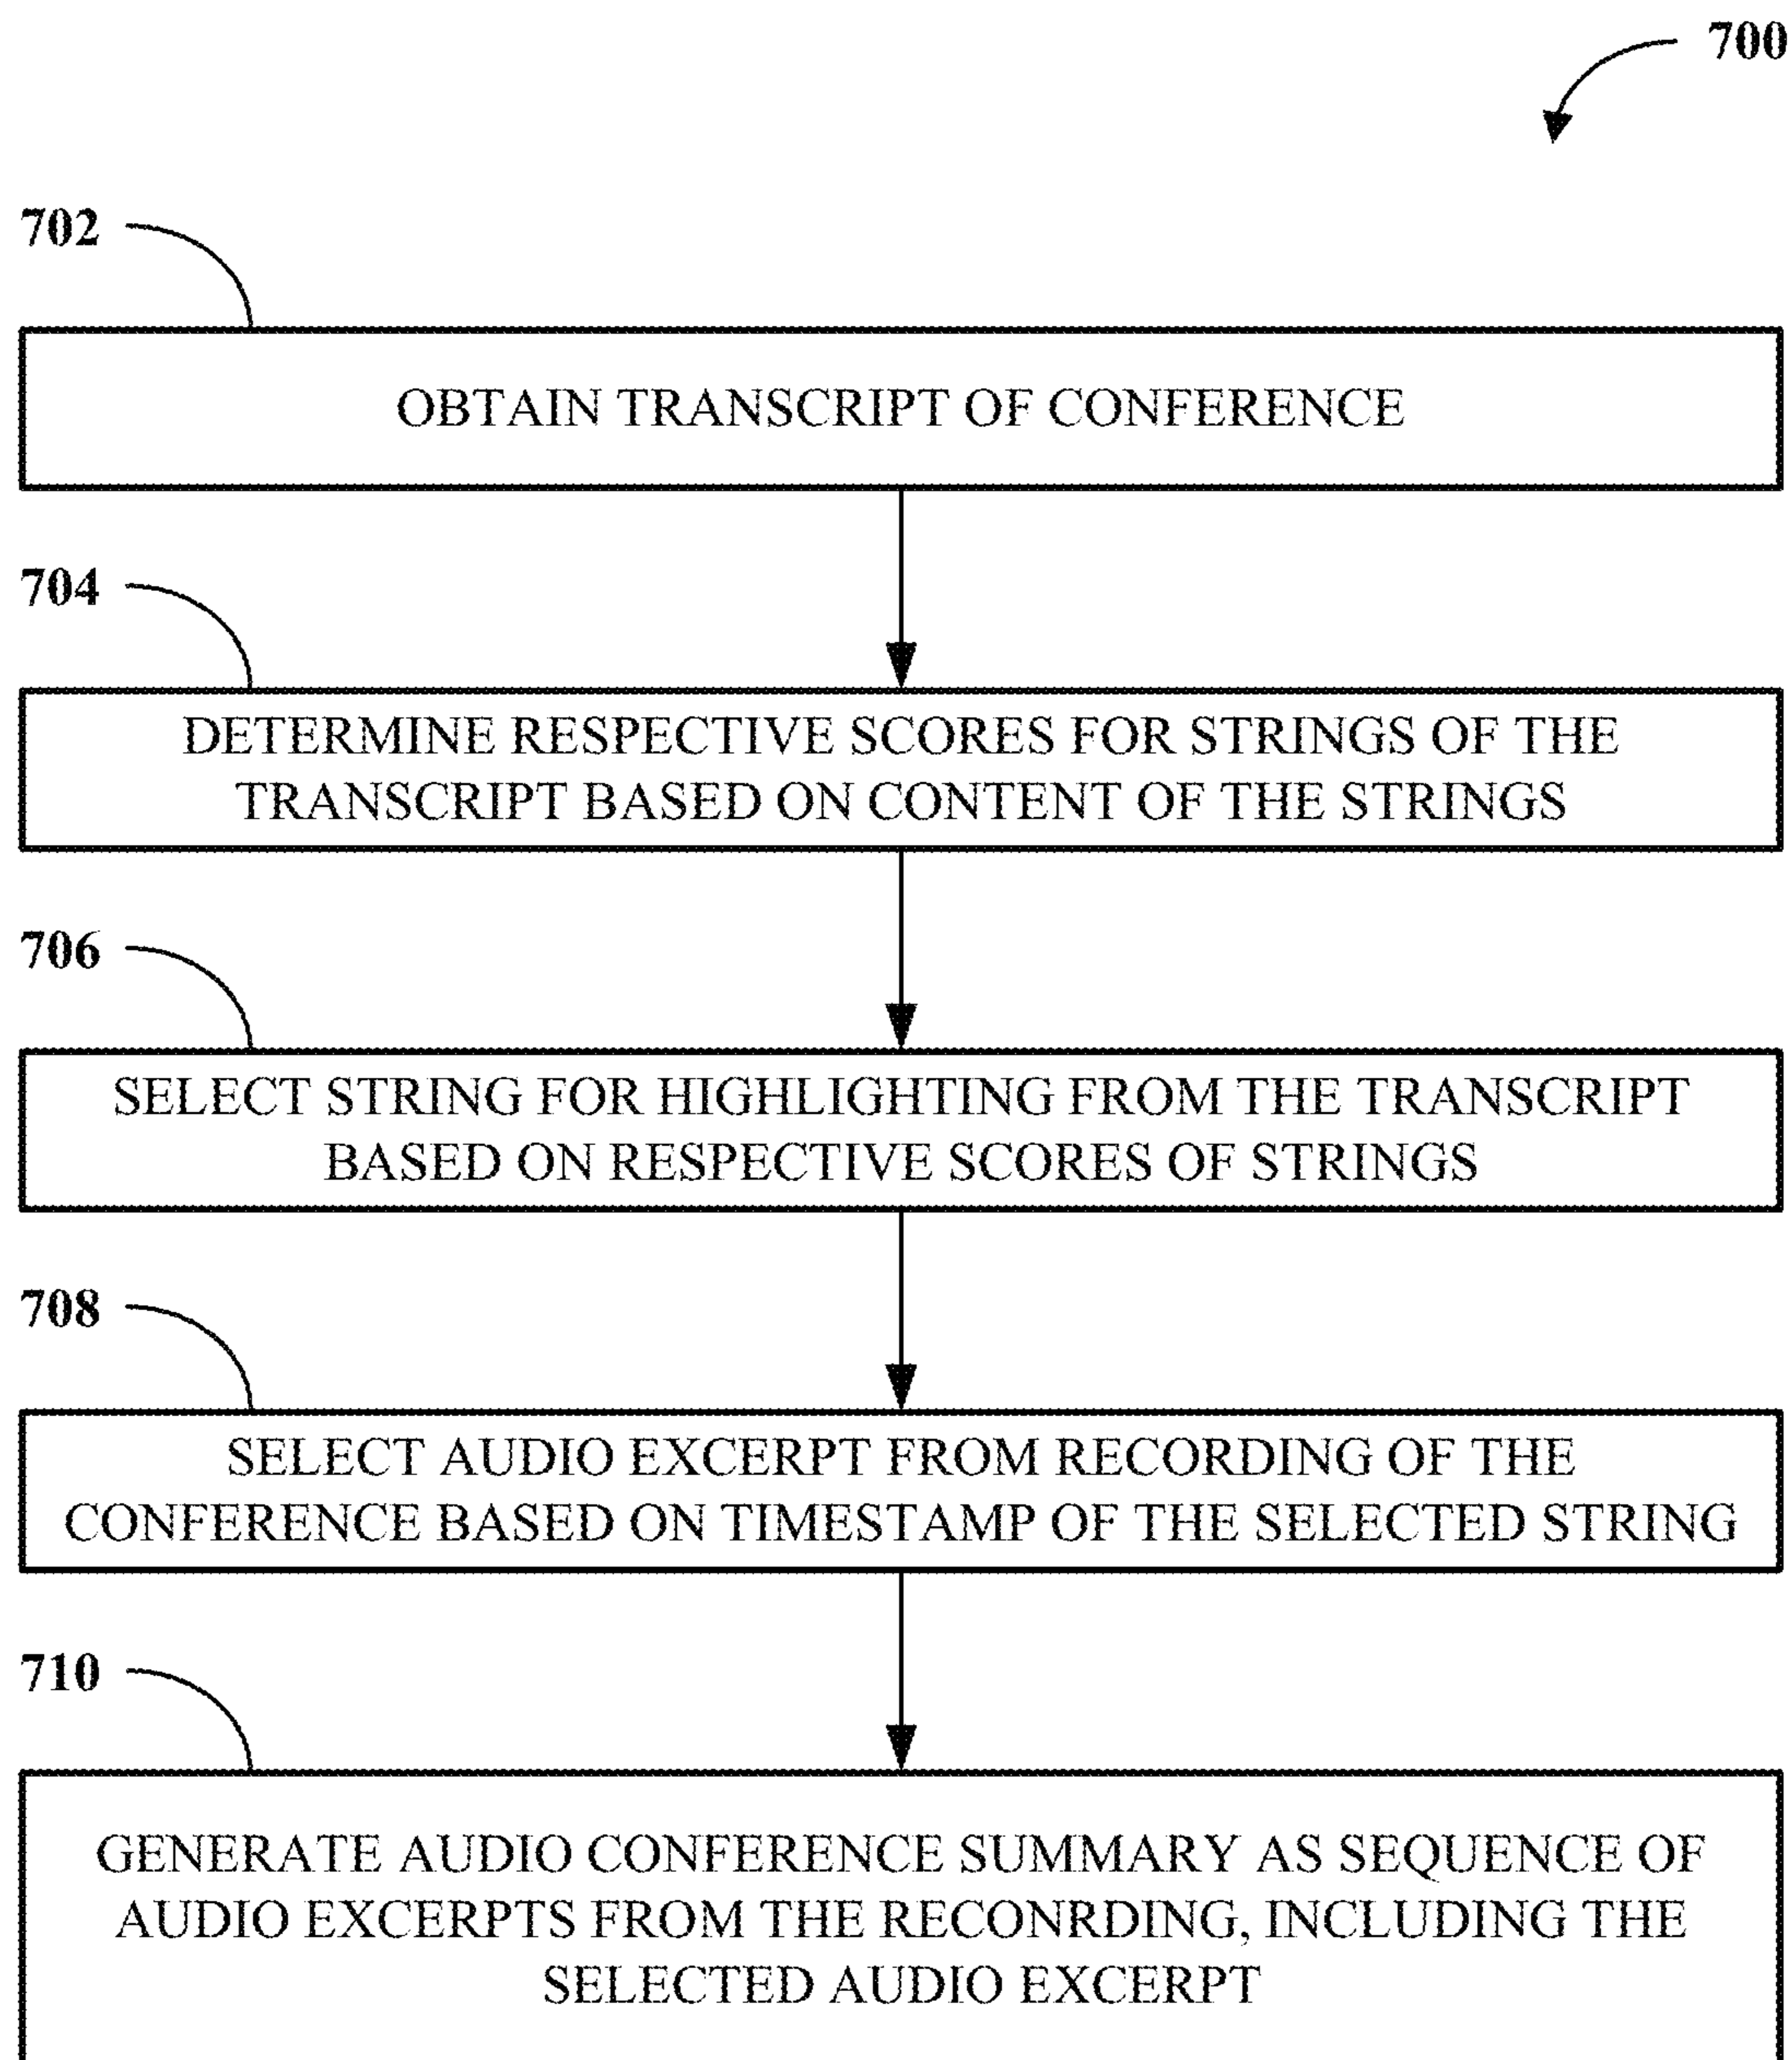 700
702
OBTAIN TRANSCRIPT OF CONFERENCE
704
DETERMINE RESPECTIVE SCORES FOR STRINGS OF THE
TRANSCRIPT BASED ON CONTENT OF THE STRINGS
706
SELECT STRING FOR HIGHLIGHTING FROM THE TRANSCRIPT
BASED ON RESPECTIVE SCORES OF STRINGS
708
SELECT AUDIO EXCERPT FROM RECORDING OF THE
CONFERENCE BASED ON TIMESTAMP OF THE SELECTED STRING
710
GENERATE AUDIO CONFERENCE SUMMARY AS SEQUENCE OF
AUDIO EXCERPTS FROM THE RECONRDING, INCLUDING THE
SELECTED AUDIO EXCERPT